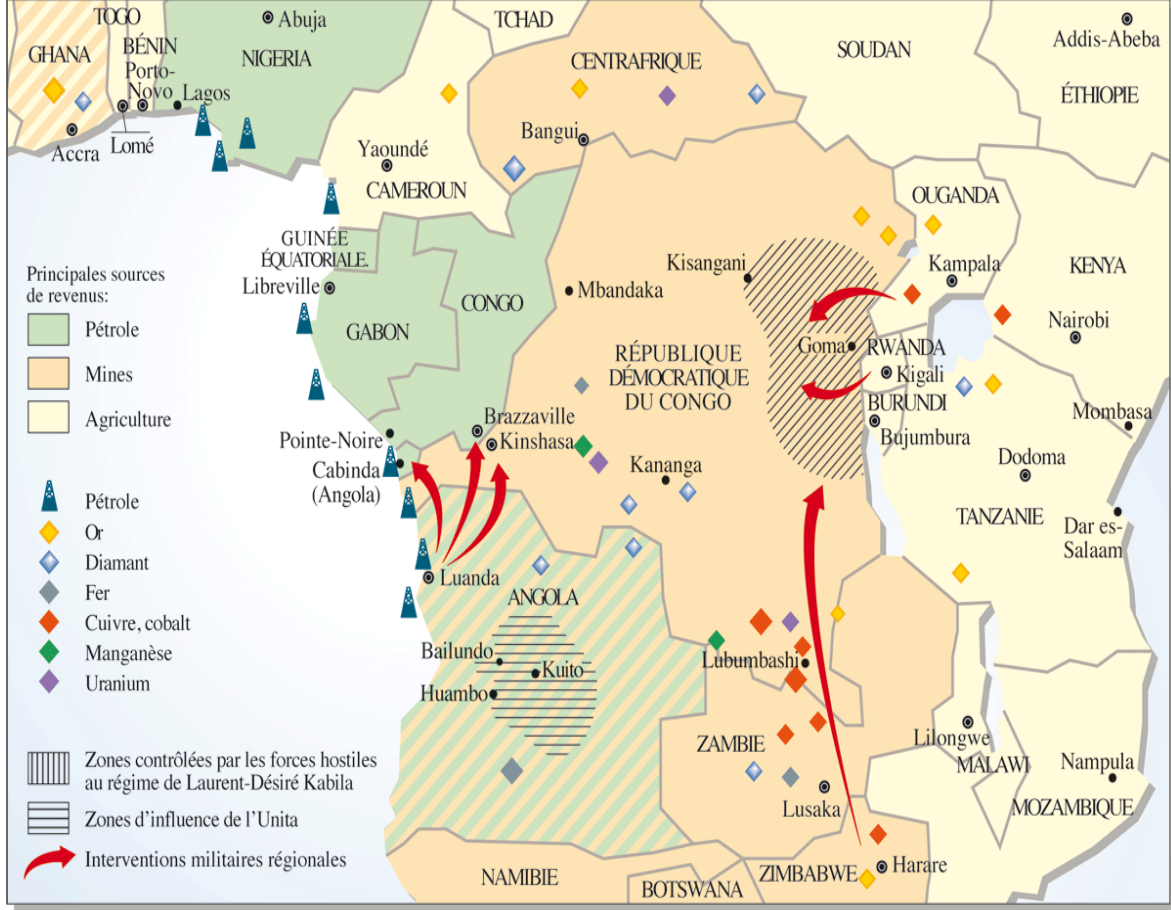 TOGO
GHANA
BÉNIN
Porto-
Novo
Lagos
Lomé
Accra
Abuja
NIGERIA
TCHAD
CENTRAFRIQUE
Bangui
SOUDAN
Addis-Abeba
ÉTHIOPIE
Yaoundé
CAMEROUN
OUGANDA
Kampala
KENYA
Nairobi
Mombasa
GUINÉE
ÉQUATORIALE.
Libreville
GABON
CONGO
Mbandaka
Kisangani
Goma
RWANDA
Kigali
BURUNDI
Bujumbura
RÉPUBLIQUE
DÉMOCRATIQUE
DU CONGO
Brazzaville
Kinshasa
Pointe-Noire
Cabinda
(Angola)
Kananga
Dodoma
TANZANIE
Dar es-
Salaam
Luanda
ANGOLA
Bailundo
Kuito
Huambo
Lubumbashi
ZAMBIE
Lusaka
Lilongwe
MALAWI
Nampula
MOZAMBIQUE
NAMIBIE
BOTSWANA
ZIMBABWE
Harare
Principales sources
de revenus:
Pétrole
Mines
Agriculture
Pétrole
Or
Diamant
Fer
Cuivre, cobalt
Manganèse
Uranium
Zones contrôlées par les forces hostiles
au régime de Laurent-Désiré Kabila
Zones d'influence de l'Unita
Interventions militaires régionales